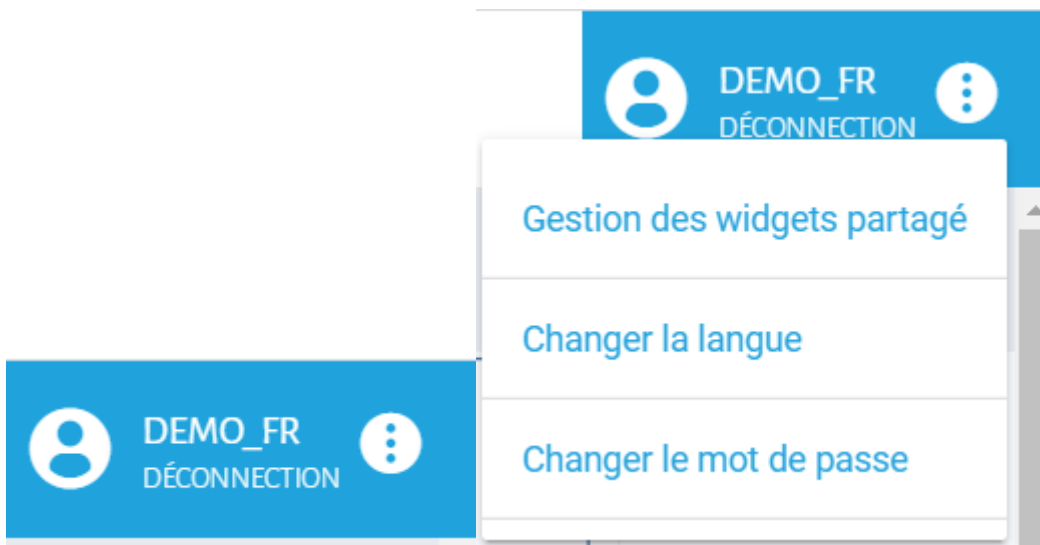 DEMO_FR
DÉCONNECTION
Gestion des widgets partagé
Changer la langue
Changer le mot de passe
DEMO_FR
DÉCONNECTION